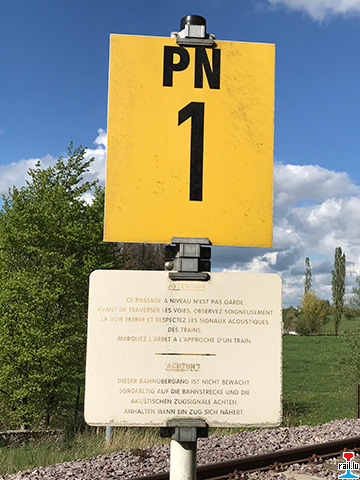 PN
1
ATTENTION
CE PASSAGE A NIVEAU N'EST PAS GARDE.
AVANT DE TRAVERSER LES VOIES, OBSERVEZ SOIGNEUSEMENT
LA VOIE FERREE ET RESPECTEZ LES SIGNAUX ACOUSTIQUES
DES TRAINS.
MARQUEZ L'ARRET A L'APPROCHE D'UN TRAIN.
ACHTUNG
DIESER BAHNÜBERGANG IST NICHT BEWACHT
SORGFÄLTIG AUF DIE BAHNSTRECKE UND DIE
AKUSTISCHEN ZUGSIGNALE ACHTEN.
ANHALTEN WENN EIN ZUG SICH NÄHERT.
rail.lu